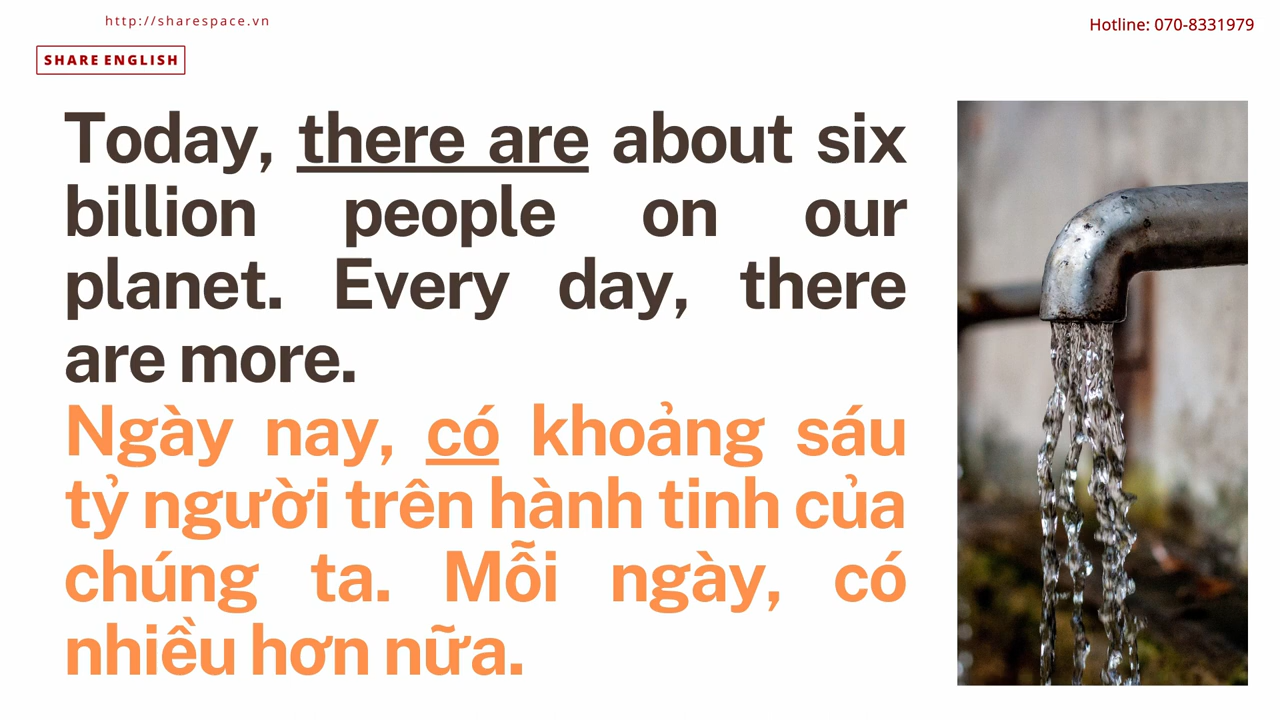 http://sharespace.vn
Hotline: 070-8331979
SHARE ENGLISH
Today, there are about six
billion people on our
planet. Every day, there
are more.
Ngày nay, có khoảng sáu
tỷ người trên hành tinh của
chúng ta. Mỗi ngày, có
nhiều hơn nữa.